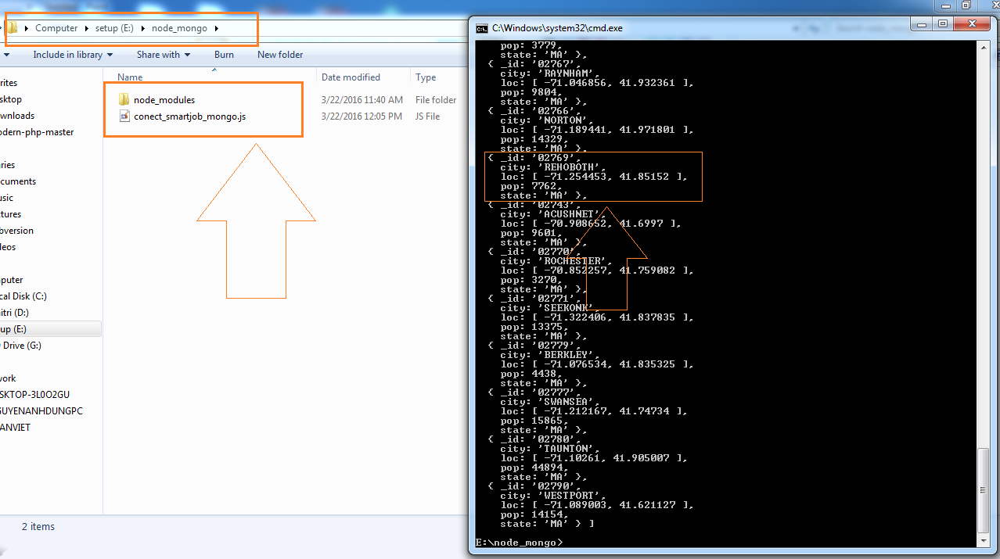 Computer ▸ setup (E:) ▸ node_mongo ▸
Include in library Share with Burn New folder
rites
sktop
wnloads
odern-php-master
ries
cuments
usic
tures
bversion
eos
puter
cal Disk (C:)
itri (D:)
up (E:)
Drive (G:)
work
SKTOP-3L0O2GU
GUYENANHDUNGPC
ANVIET
Name Date modified Type
node_modules 3/22/2016 11:40 AM File folder
conect_smartjob_mongo.js 3/22/2016 12:05 PM JS File
2 items
C:\Windows\system32\cmd.exe
pop: 3779,
state: 'MA' },
{ _id: '02767',
city: 'RAYNHAM',
loc: [ -71.046856, 41.932361 ],
pop: 9804,
state: 'MA' },
{ _id: '02766',
city: 'NORTON',
loc: [ -71.189441, 41.971801 ],
pop: 14329,
state: 'MA' },
{ _id: '02769',
city: 'REHOBOTH',
loc: [ -71.254453, 41.85152 ],
pop: 7762,
state: 'MA' },
{ _id: '02743',
city: 'ACUSHNET',
loc: [ -70.908652, 41.6997 ],
pop: 9601,
state: 'MA' },
{ _id: '02770',
city: 'ROCHESTER',
loc: [ -70.852257, 41.759082 ],
pop: 3270,
state: 'MA' },
{ _id: '02771',
city: 'SEEKONK',
loc: [ -71.322406, 41.837835 ],
pop: 13375,
state: 'MA' },
{ _id: '02779',
city: 'BERKLEY',
loc: [ -71.076534, 41.835325 ],
pop: 4438,
state: 'MA' },
{ _id: '02777',
city: 'SWANSEA',
loc: [ -71.212167, 41.74734 ],
pop: 15865,
state: 'MA' },
{ _id: '02780',
city: 'TAUNTON',
loc: [ -71.10261, 41.905007 ],
pop: 44894,
state: 'MA' },
{ _id: '02790',
city: 'WESTPORT',
loc: [ -71.089003, 41.621127 ],
pop: 14154,
state: 'MA' } ]
E:\node_mongo>